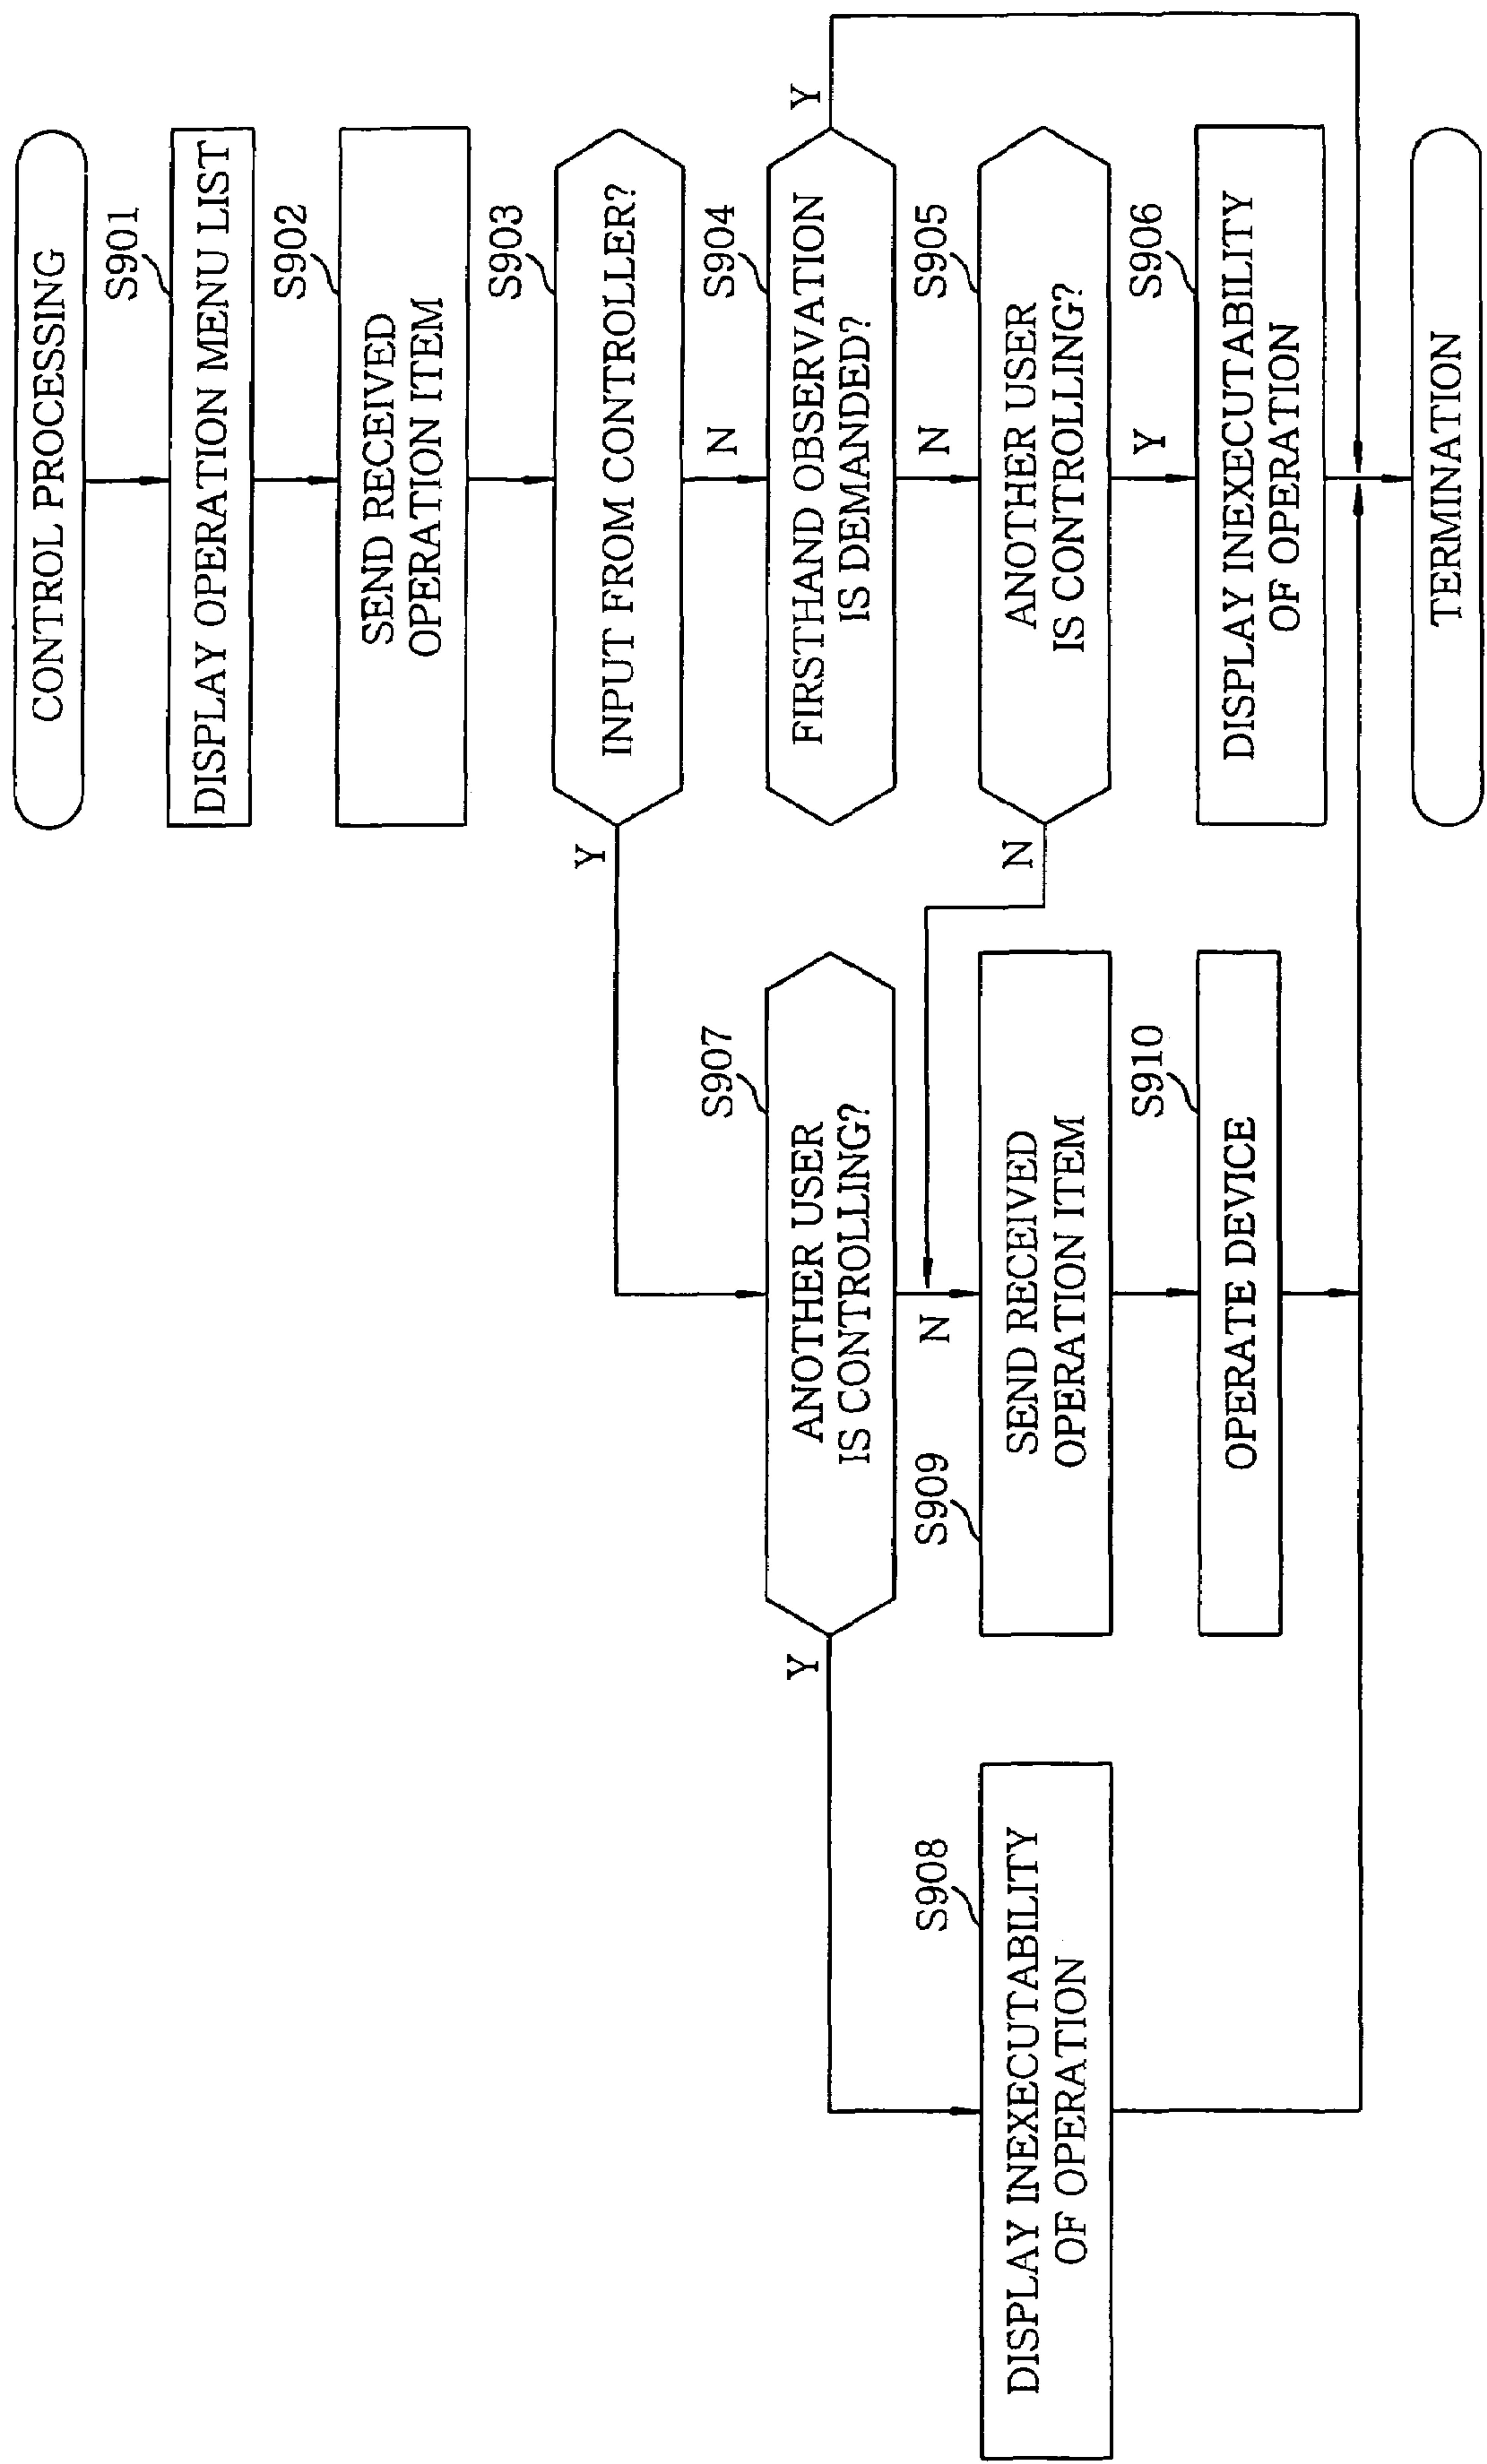 CONTROL PROCESSING
S901
DISPLAY OPERATION MENU LIST
S902
SEND RECEIVED
OPERATION ITEM
S903
INPUT FROM CONTROLLER?
Y
N
S904
FIRSTHAND OBSERVATION
IS DEMANDED?
Y
N
S905
ANOTHER USER
IS CONTROLLING?
N
Y
S906
DISPLAY INEXECUTABILITY
OF OPERATION
S907
ANOTHER USER
IS CONTROLLING?
Y
N
S908
DISPLAY INEXECUTABILITY
OF OPERATION
S909
SEND RECEIVED
OPERATION ITEM
S910
OPERATE DEVICE
TERMINATION